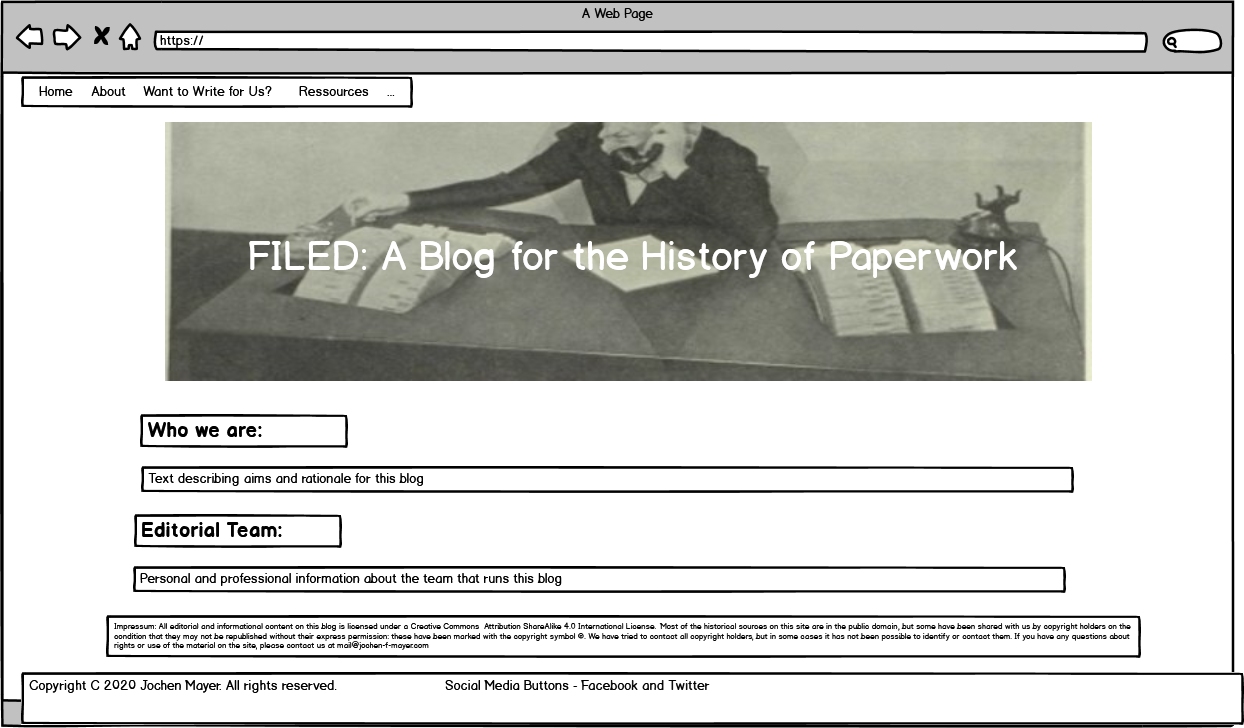 A Web Page
https://
Home About Want to Write for Us? Ressources ...
FILED: A Blog for the History of Paperwork
Who we are:
Text describing aims and rationale for this blog
Editorial Team:
Personal and professional information about the team that runs this blog
Impressum: All editorial and informational content on this blog is licensed under a Creative Commons Attribution ShareAlike 4.0 International License. Most of the historical sources on this site are in the public domain, but some have been shared with us by copyright holders on the
condition that they may not be republished without their express permission: these have been marked with the copyright symbol ©. We have tried to contact all copyright holders, but in some cases it has not been possible to identify or contact them. If you have any questions about
rights or use of the material on the site, please contact us at mail@jochen-f-mayer.com
Copyright C 2020 Jochen Mayer. All rights reserved. Social Media Buttons - Facebook and Twitter